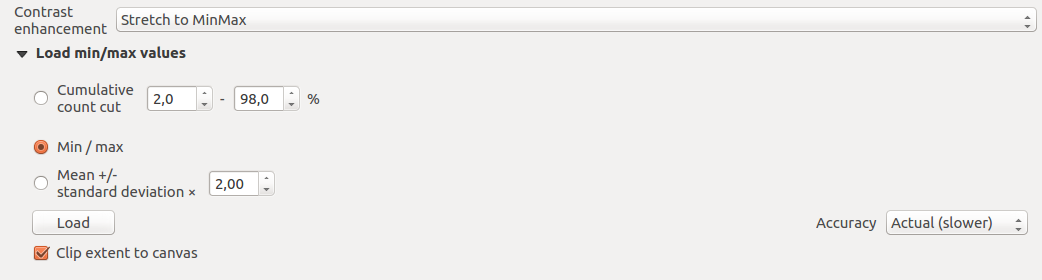 Contrast
enhancement Stretch to MinMax
Load min/max values
Cumulative
count cut 2,0 - 98,0 %
Min / max
Mean +/-
standard deviation × 2,00
Load Accuracy Actual (slower)
Clip extent to canvas